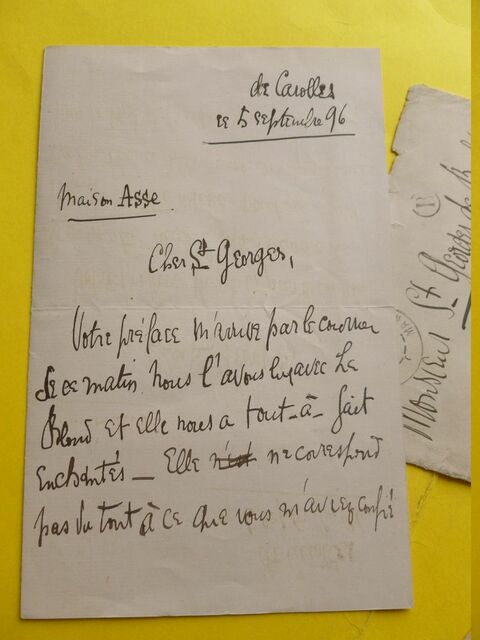 de Carolles
ce 5 septembre 96
Maison Asse
Cher St Georges,
Votre préface m'arrive par le courrier
de ce matin. Nous l'avons lu avec Le
Blond et elle nous a tout-à-fait
enchantés _ Elle n'est ne correspond
pas du tout à ce que vous m'aviez confié
Monsieur St Georges de